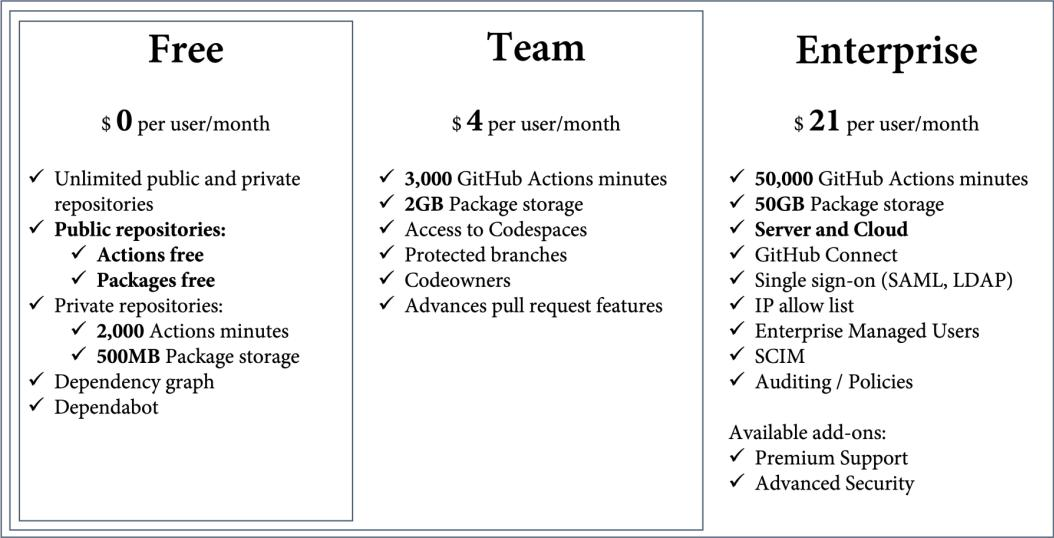 Free
$ 0 per user/month
✓ Unlimited public and private
repositories
✓ Public repositories:
✓ Actions free
✓ Packages free
✓ Private repositories:
✓ 2,000 Actions minutes
✓ 500MB Package storage
✓ Dependency graph
✓ Dependabot
Team
$ 4 per user/month
✓ 3,000 GitHub Actions minutes
✓ 2GB Package storage
✓ Access to Codespaces
✓ Protected branches
✓ Codeowners
✓ Advances pull request features
Enterprise
$ 21 per user/month
✓ 50,000 GitHub Actions minutes
✓ 50GB Package storage
✓ Server and Cloud
✓ GitHub Connect
✓ Single sign-on (SAML, LDAP)
✓ IP allow list
✓ Enterprise Managed Users
✓ SCIM
✓ Auditing / Policies
Available add-ons:
✓ Premium Support
✓ Advanced Security